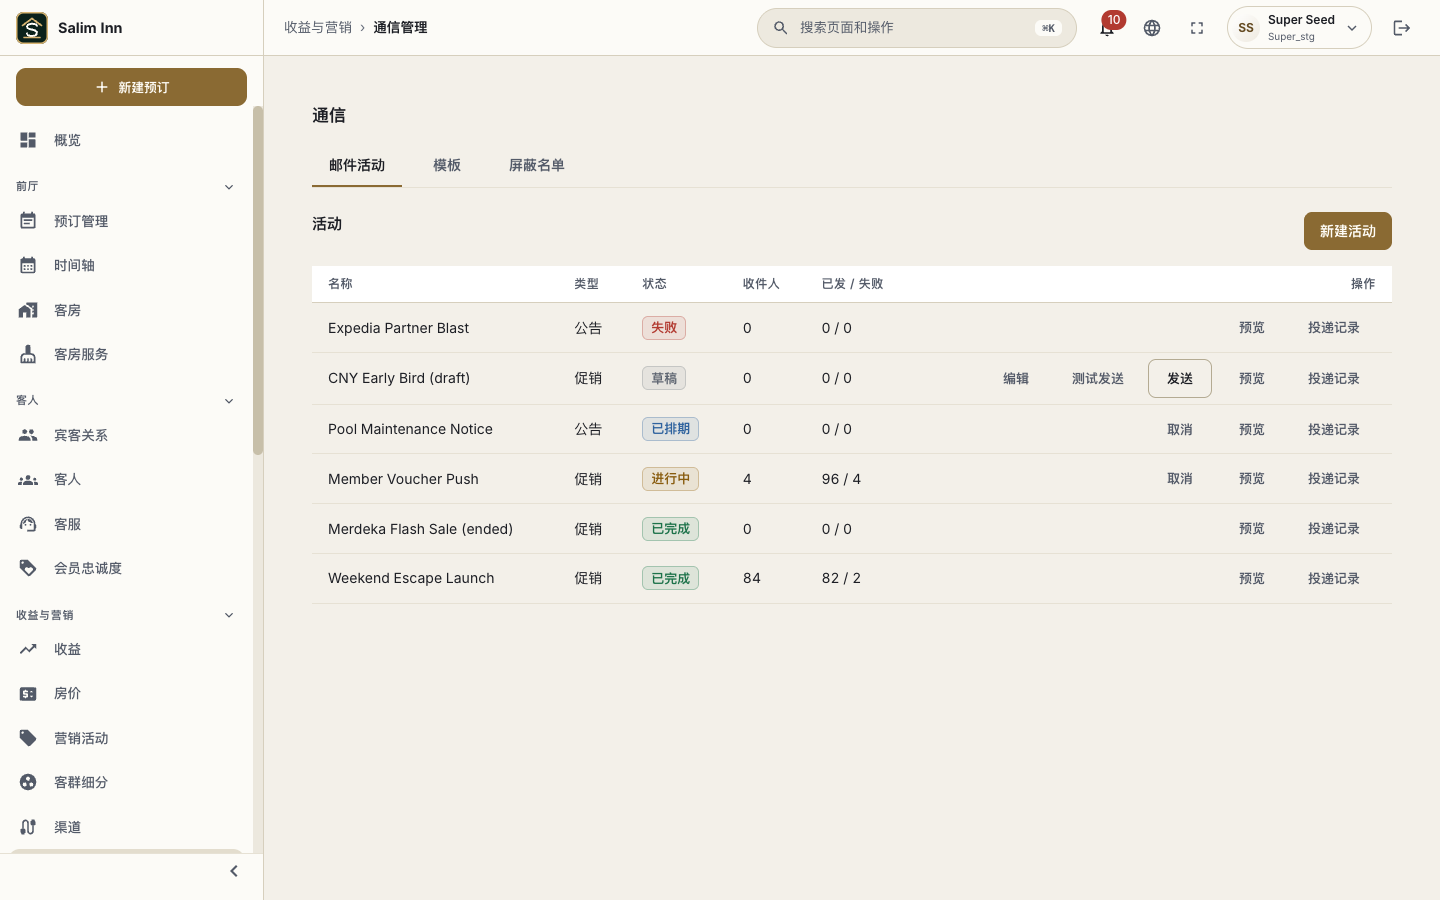 Salim Inn
收益与营销 › 通信管理
搜索页面和操作
⌘K
10
SS
Super Seed
Super_stg
新建预订
概览
前厅
预订管理
时间轴
客房
客房服务
客人
宾客关系
客人
客服
会员忠诚度
收益与营销
收益
房价
营销活动
客群细分
渠道
通信
邮件活动 模板 屏蔽名单
活动
新建活动
名称 类型 状态 收件人 已发 / 失败 操作
Expedia Partner Blast 公告 失败 0 0 / 0 预览 投递记录
CNY Early Bird (draft) 促销 草稿 0 0 / 0 编辑 测试发送 发送 预览 投递记录
Pool Maintenance Notice 公告 已排期 0 0 / 0 取消 预览 投递记录
Member Voucher Push 促销 进行中 4 96 / 4 取消 预览 投递记录
Merdeka Flash Sale (ended) 促销 已完成 0 0 / 0 预览 投递记录
Weekend Escape Launch 促销 已完成 84 82 / 2 预览 投递记录